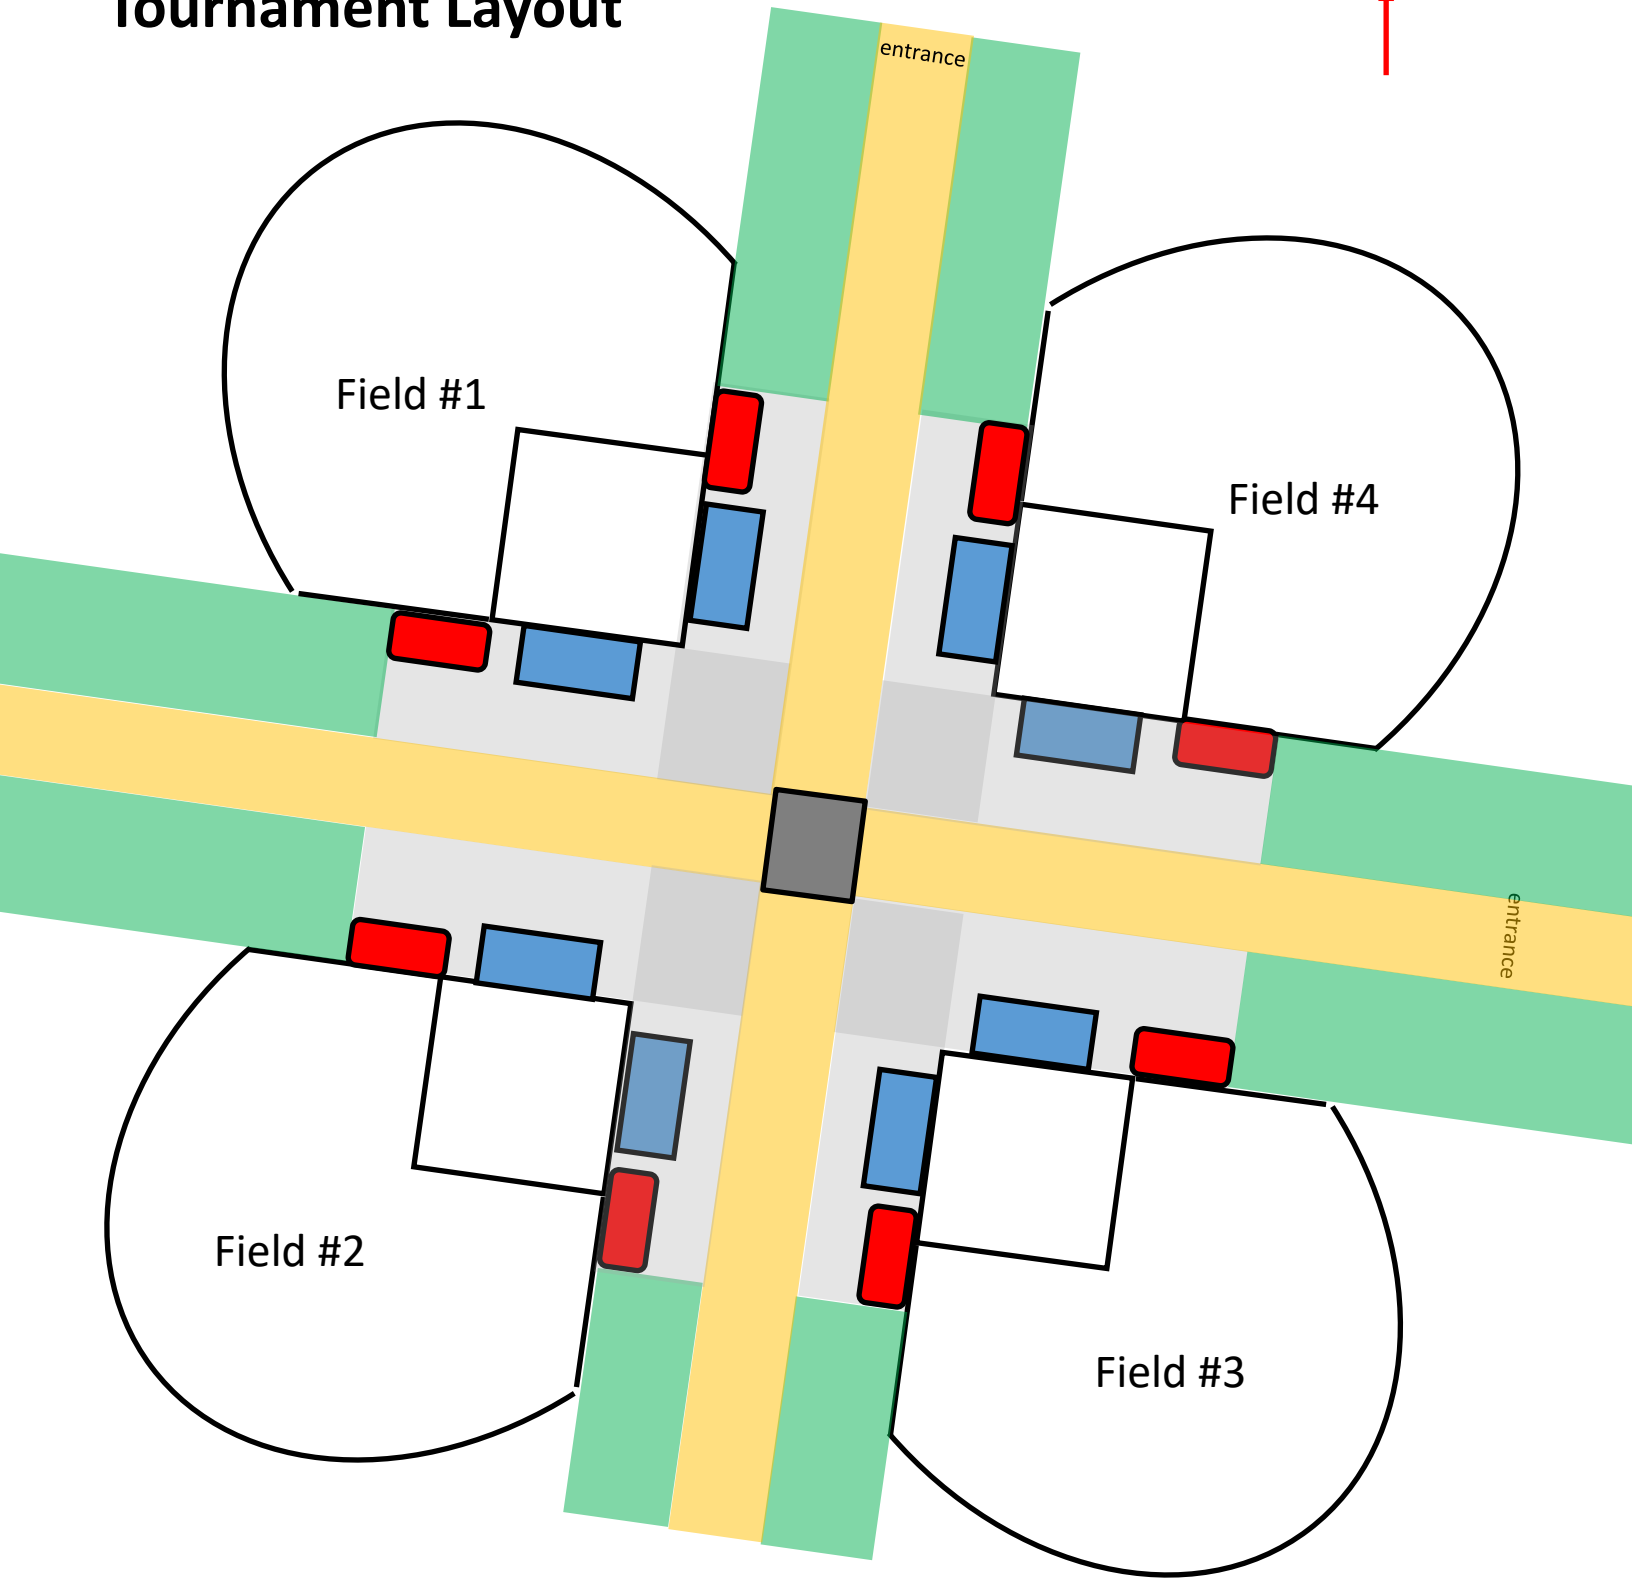 Tournament Layout
entrance
Field #1
Field #4
entrance
Field #2
Field #3